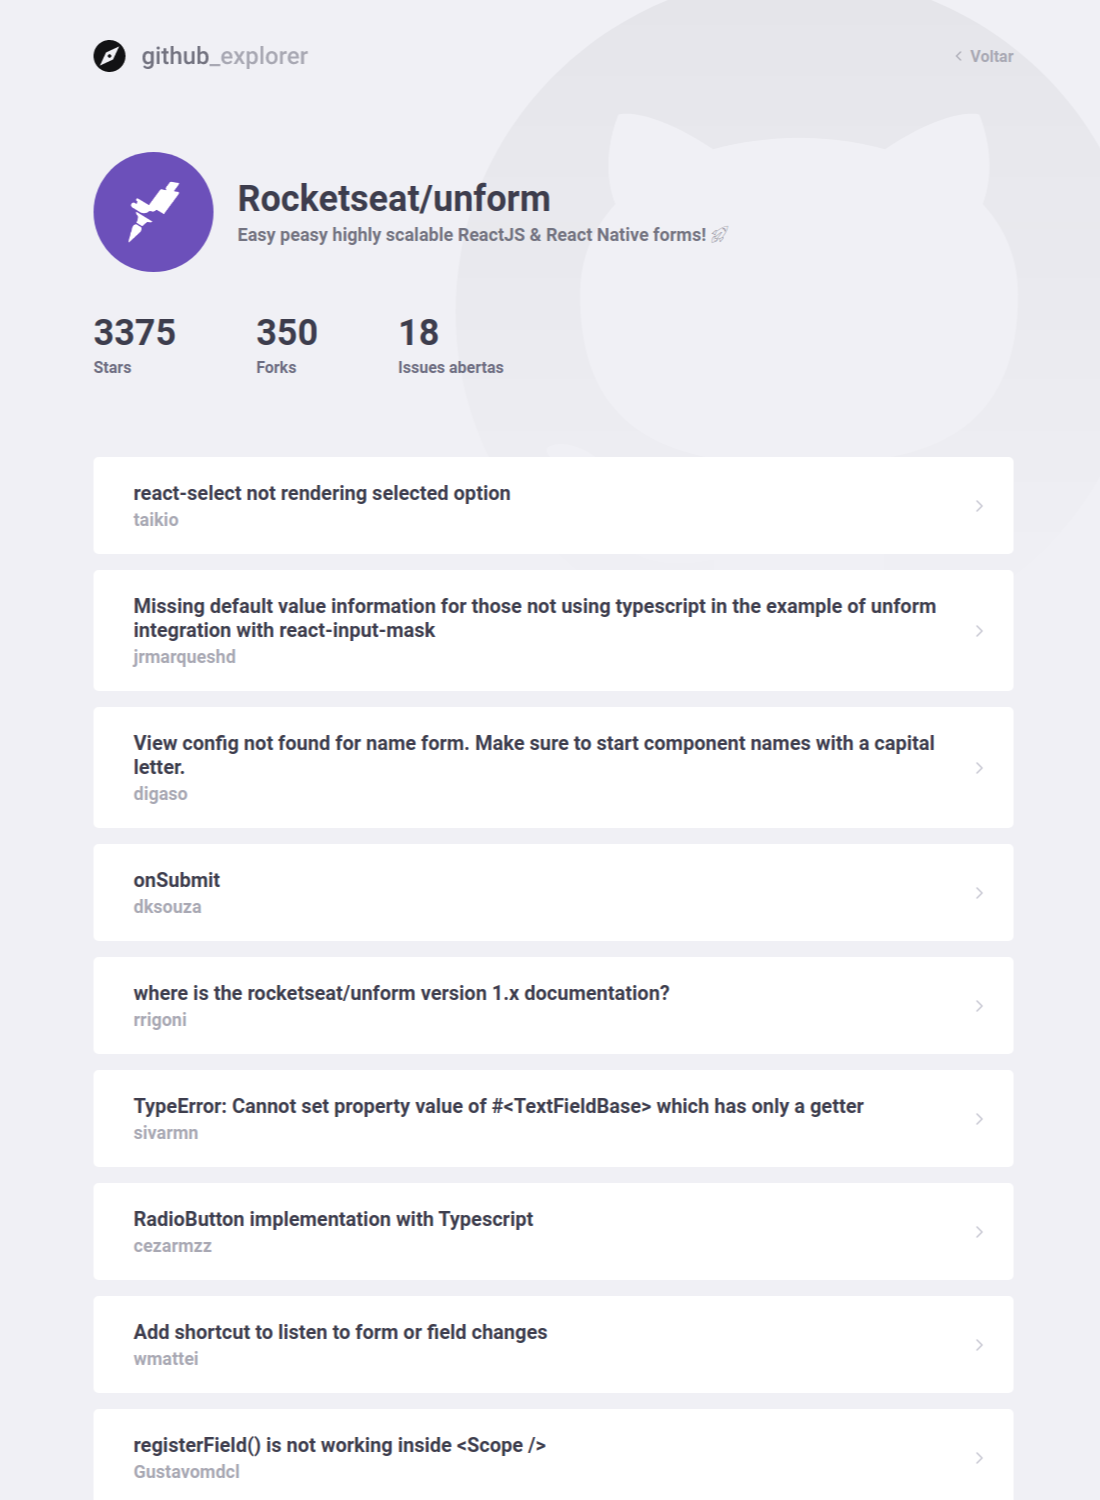 github_explorer
Voltar
Rocketseat/unform
Easy peasy highly scalable ReactJS & React Native forms! 🚀
3375
350
18
Stars
Forks
Issues abertas
react-select not rendering selected option
taikio
Missing default value information for those not using typescript in the example of unform
integration with react-input-mask
jrmarqueshd
View config not found for name form. Make sure to start component names with a capital
letter.
digaso
onSubmit
dksouza
where is the rocketseat/unform version 1.x documentation?
rrigoni
TypeError: Cannot set property value of #<TextFieldBase> which has only a getter
sivarmn
RadioButton implementation with Typescript
cezarmzz
Add shortcut to listen to form or field changes
wmattei
registerField() is not working inside <Scope />
Gustavomdcl